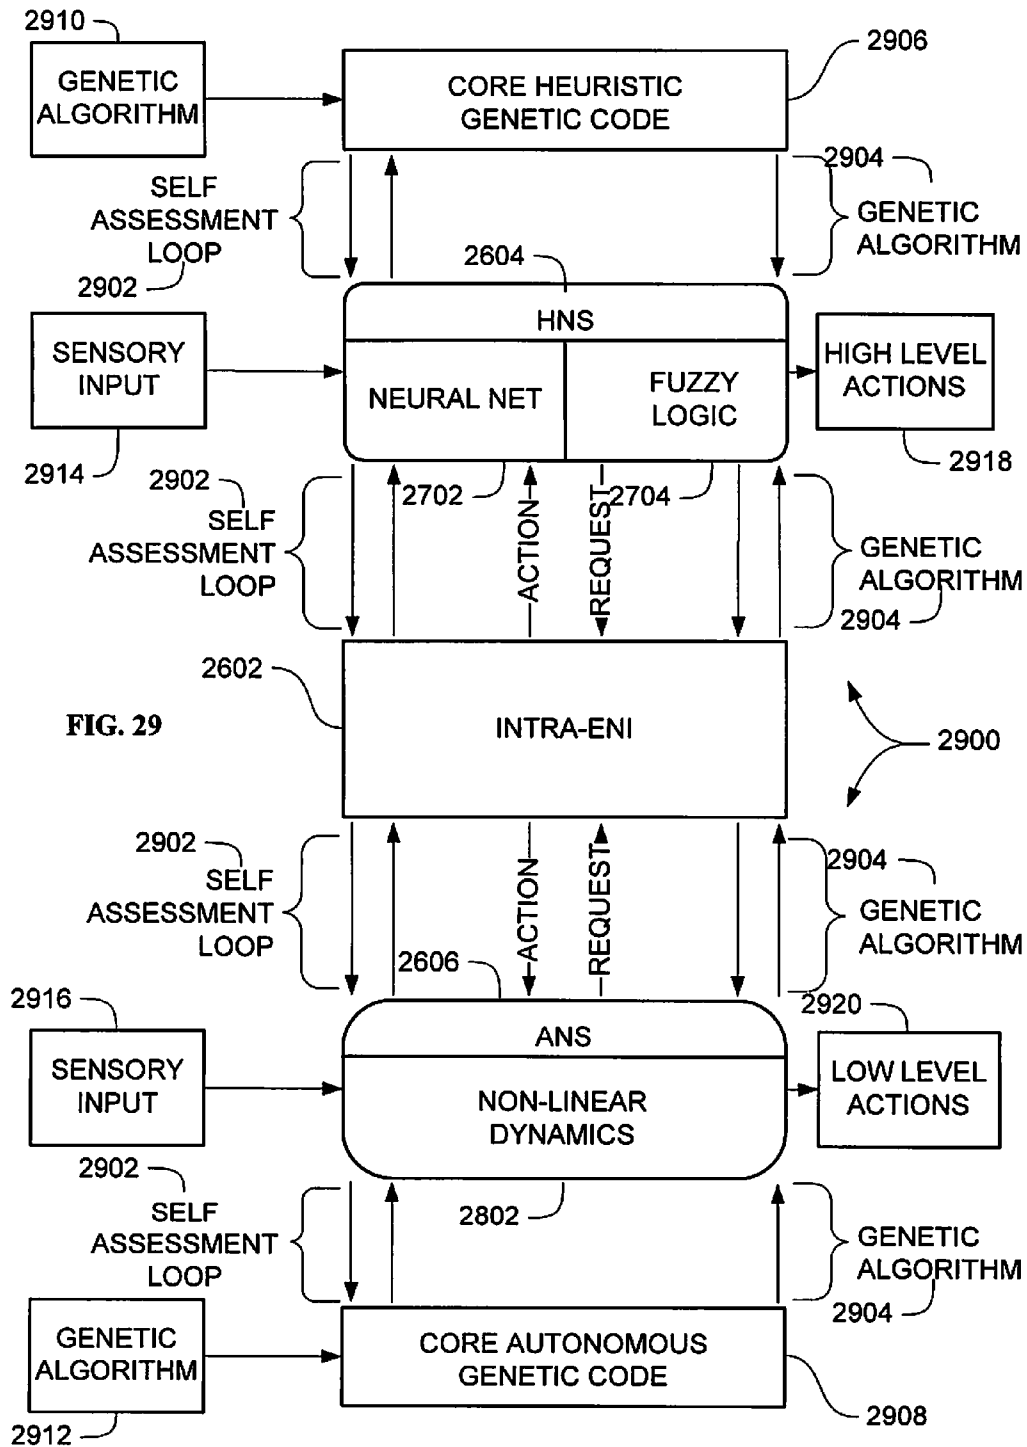 2910
GENETIC
ALGORITHM
CORE HEURISTIC
GENETIC CODE
2906
SELF
ASSESSMENT
LOOP
2902
2904
GENETIC
ALGORITHM
2604
HNS
NEURAL NET
FUZZY
LOGIC
SENSORY
INPUT
2914
HIGH LEVEL
ACTIONS
2918
2702
2704
2902
SELF
ASSESSMENT
LOOP
ACTION
REQUEST
GENETIC
ALGORITHM
2904
2602
INTRA-ENI
FIG. 29
2900
2902
SELF
ASSESSMENT
LOOP
ACTION
REQUEST
2904
GENETIC
ALGORITHM
2606
2916
SENSORY
INPUT
ANS
NON-LINEAR
DYNAMICS
2920
LOW LEVEL
ACTIONS
2802
2902
SELF
ASSESSMENT
LOOP
GENETIC
ALGORITHM
2904
GENETIC
ALGORITHM
2912
CORE AUTONOMOUS
GENETIC CODE
2908